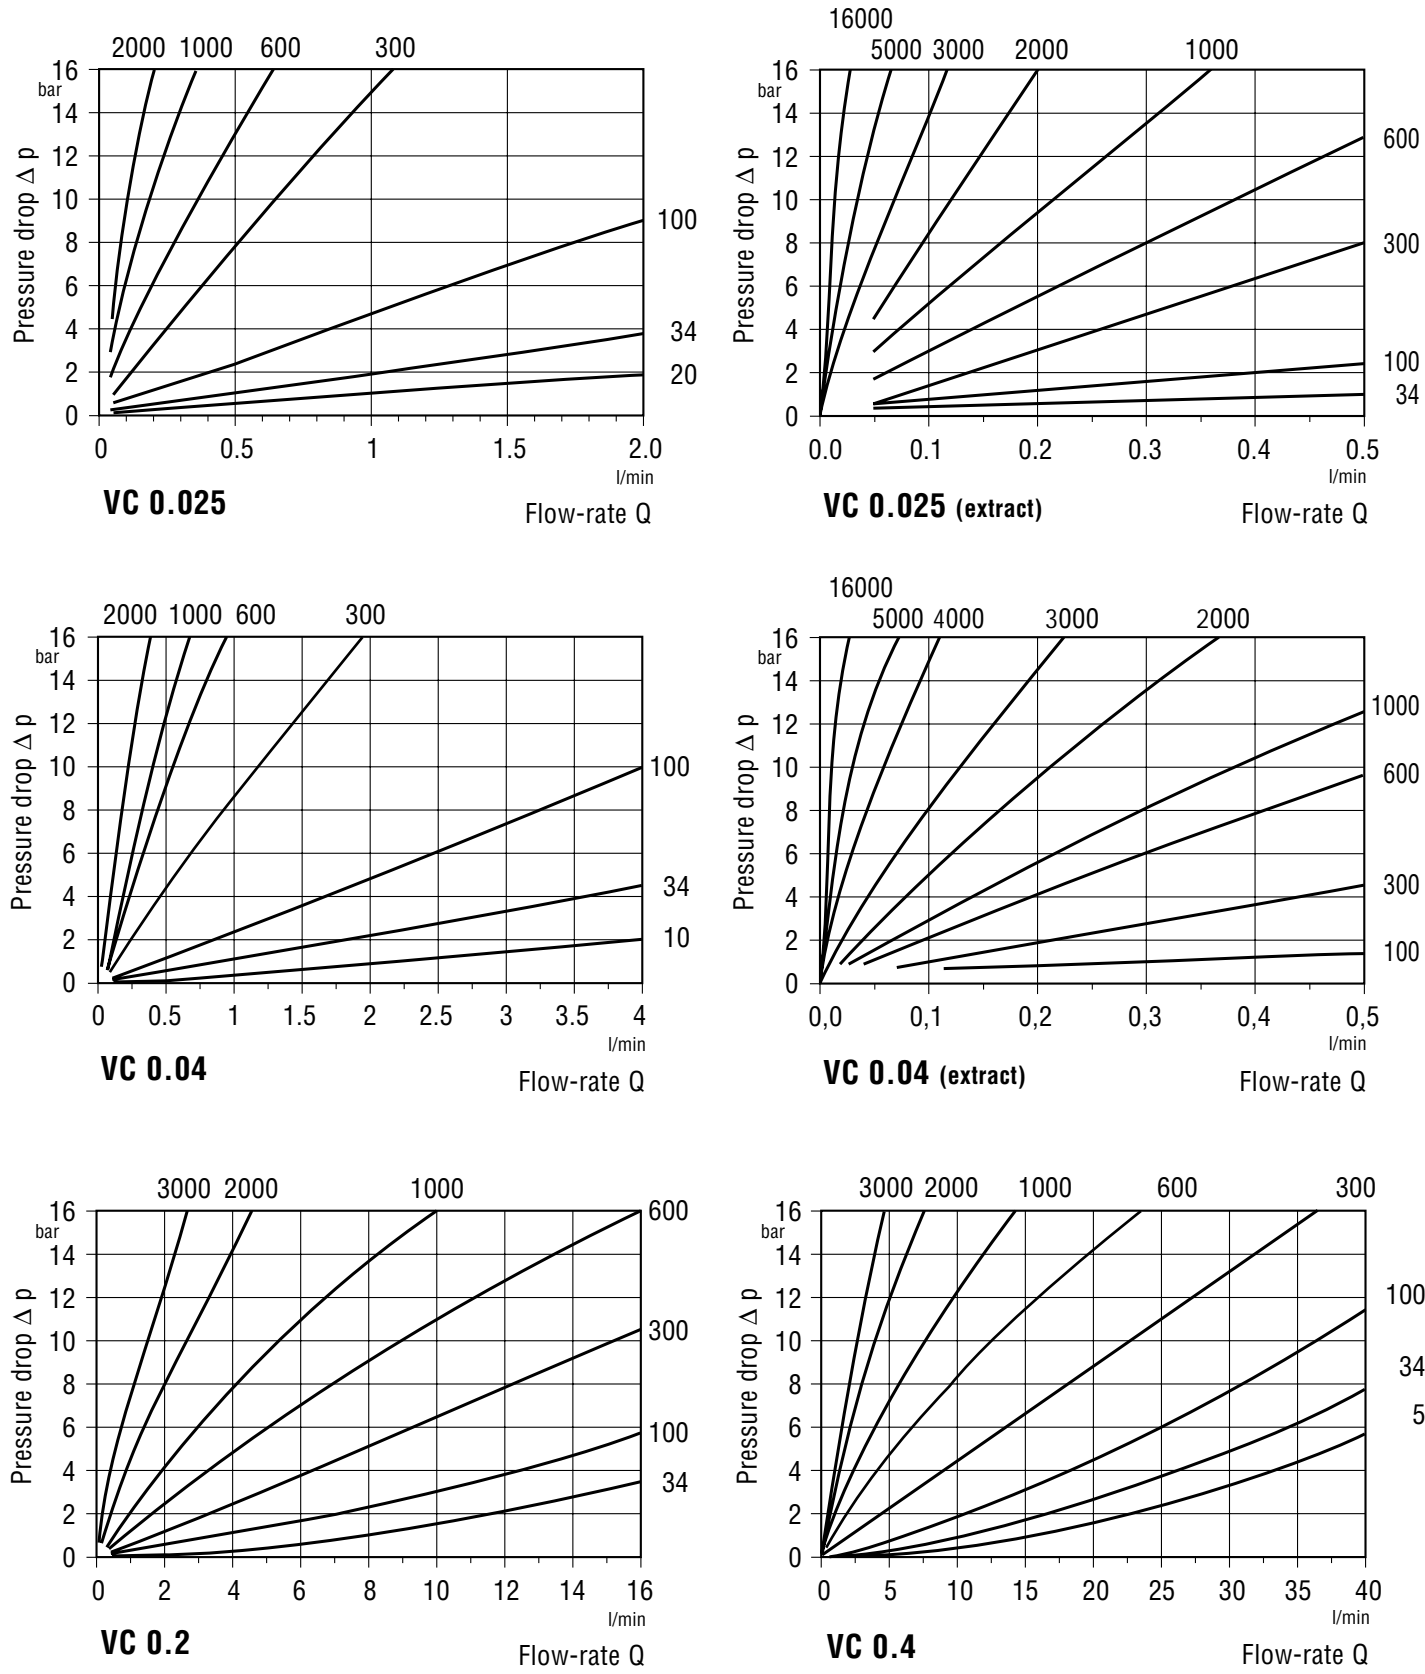 2000 1000 600 300
16
bar
14
12
10
8
6
4
2
0
Pressure drop Δ p
100
34
20
0 0.5 1 1.5 2.0
l/min
VC 0.025
Flow-rate Q
16000
5000 3000 2000 1000
16
bar
14
12
10
8
6
4
2
0
Pressure drop Δ p
600
300
100
34
0.0 0.1 0.2 0.3 0.4 0.5
l/min
VC 0.025 (extract)
Flow-rate Q
2000 1000 600 300
16
bar
14
12
10
8
6
4
2
0
Pressure drop Δ p
100
34
10
0 0.5 1 1.5 2 2.5 3 3.5 4
l/min
VC 0.04
Flow-rate Q
16000
5000 4000 3000 2000
16
bar
14
12
10
8
6
4
2
0
Pressure drop Δ p
1000
600
300
100
0,0 0,1 0,2 0,3 0,4 0,5
l/min
VC 0.04 (extract)
Flow-rate Q
3000 2000 1000
16
bar
14
12
10
8
6
4
2
0
Pressure drop Δ p
600
300
100
34
0 2 4 6 8 10 12 14 16
l/min
VC 0.2
Flow-rate Q
3000 2000 1000 600 300
16
bar
14
12
10
8
6
4
2
0
Pressure drop Δ p
100
34
5
0 5 10 15 20 25 30 35 40
l/min
VC 0.4
Flow-rate Q